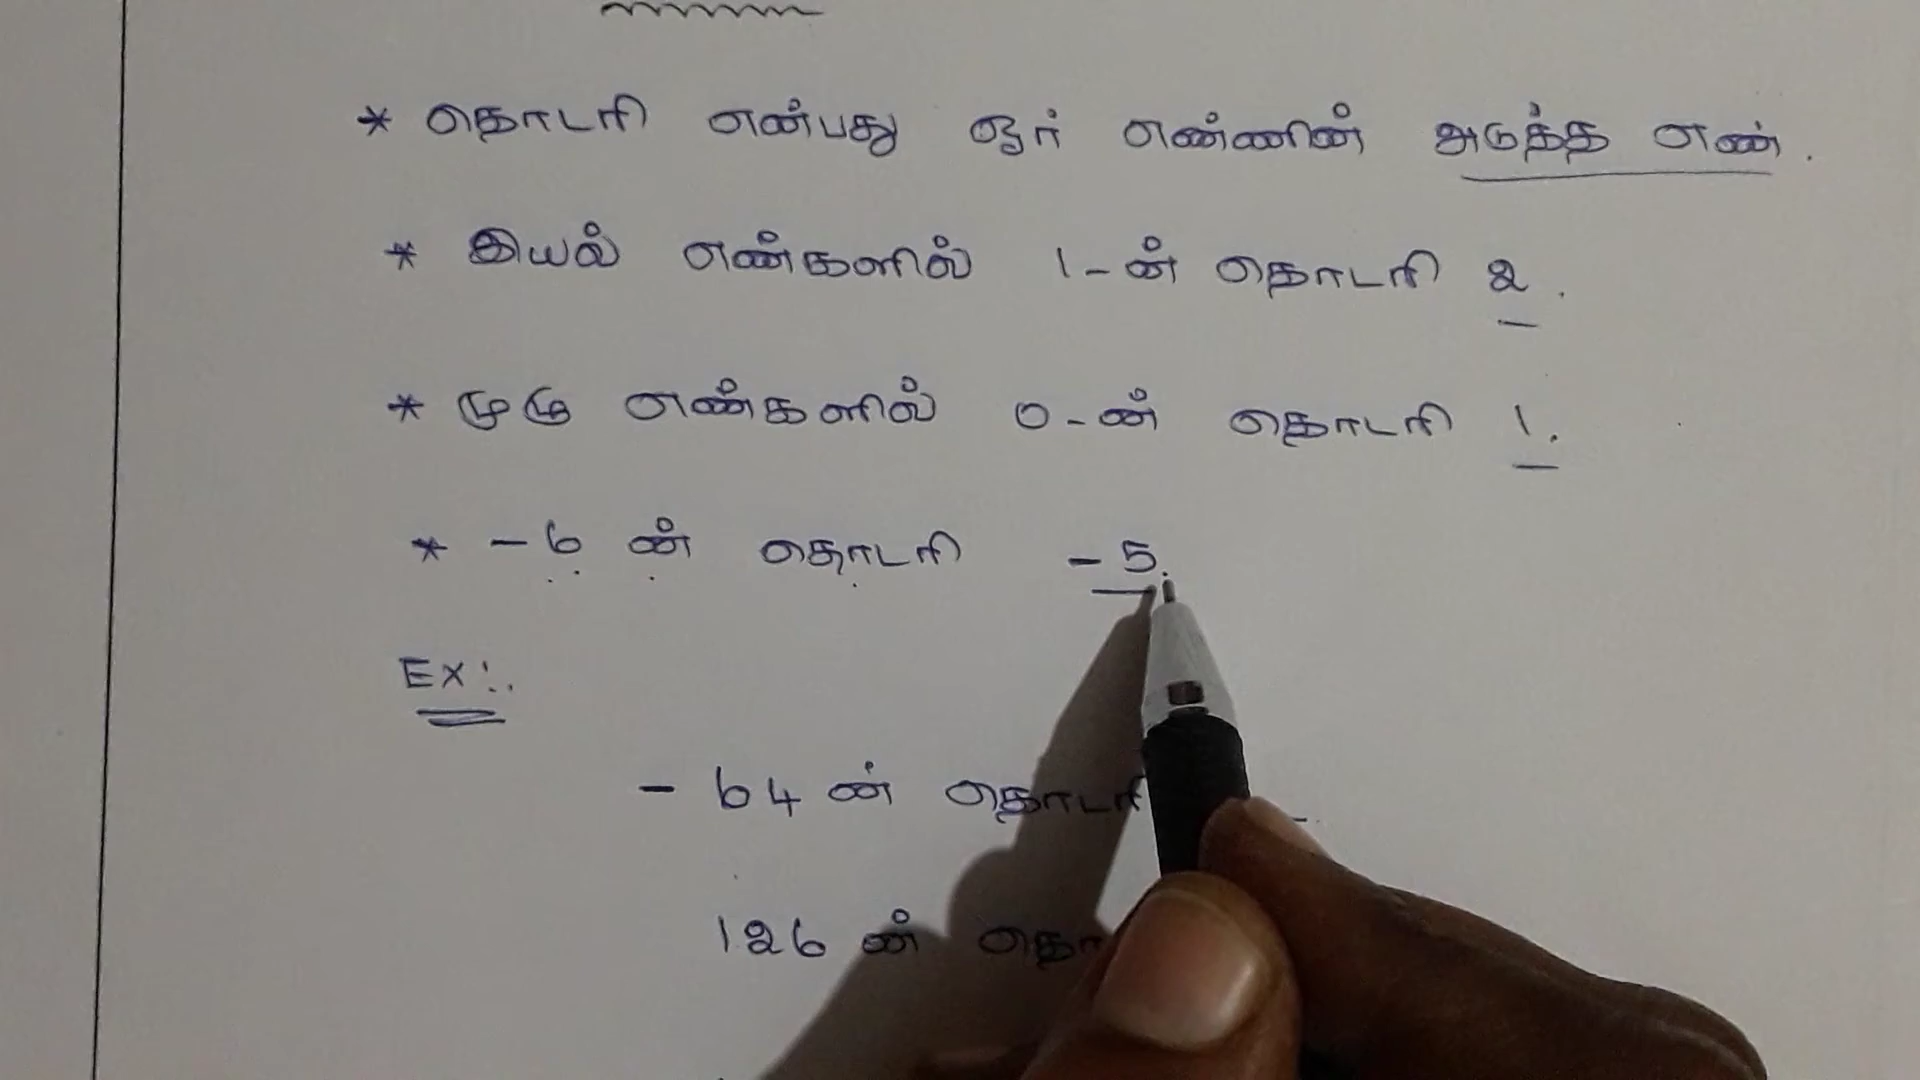 * தொடரி என்பது ஓர் எண்ணின் அடுத்த எண்.
* இயல் எண்களில் 1-ன் தொடரி 2.
* முழு எண்களில் 0-ன் தொடரி 1.
* -6 ன் தொடரி -5.
EX:.
- 64 ன் தொடரி
126 ன்